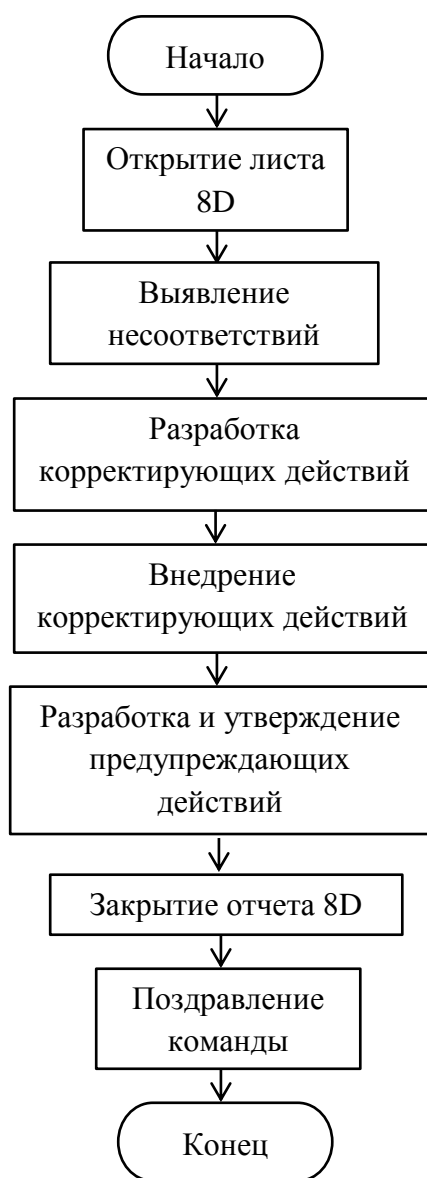 Начало
Открытие листа
8D
Выявление
несоответствий
Разработка
корректирующих действий
Внедрение
корректирующих действий
Разработка и утверждение
предупреждающих
действий
Закрытие отчета 8D
Поздравление
команды
Конец